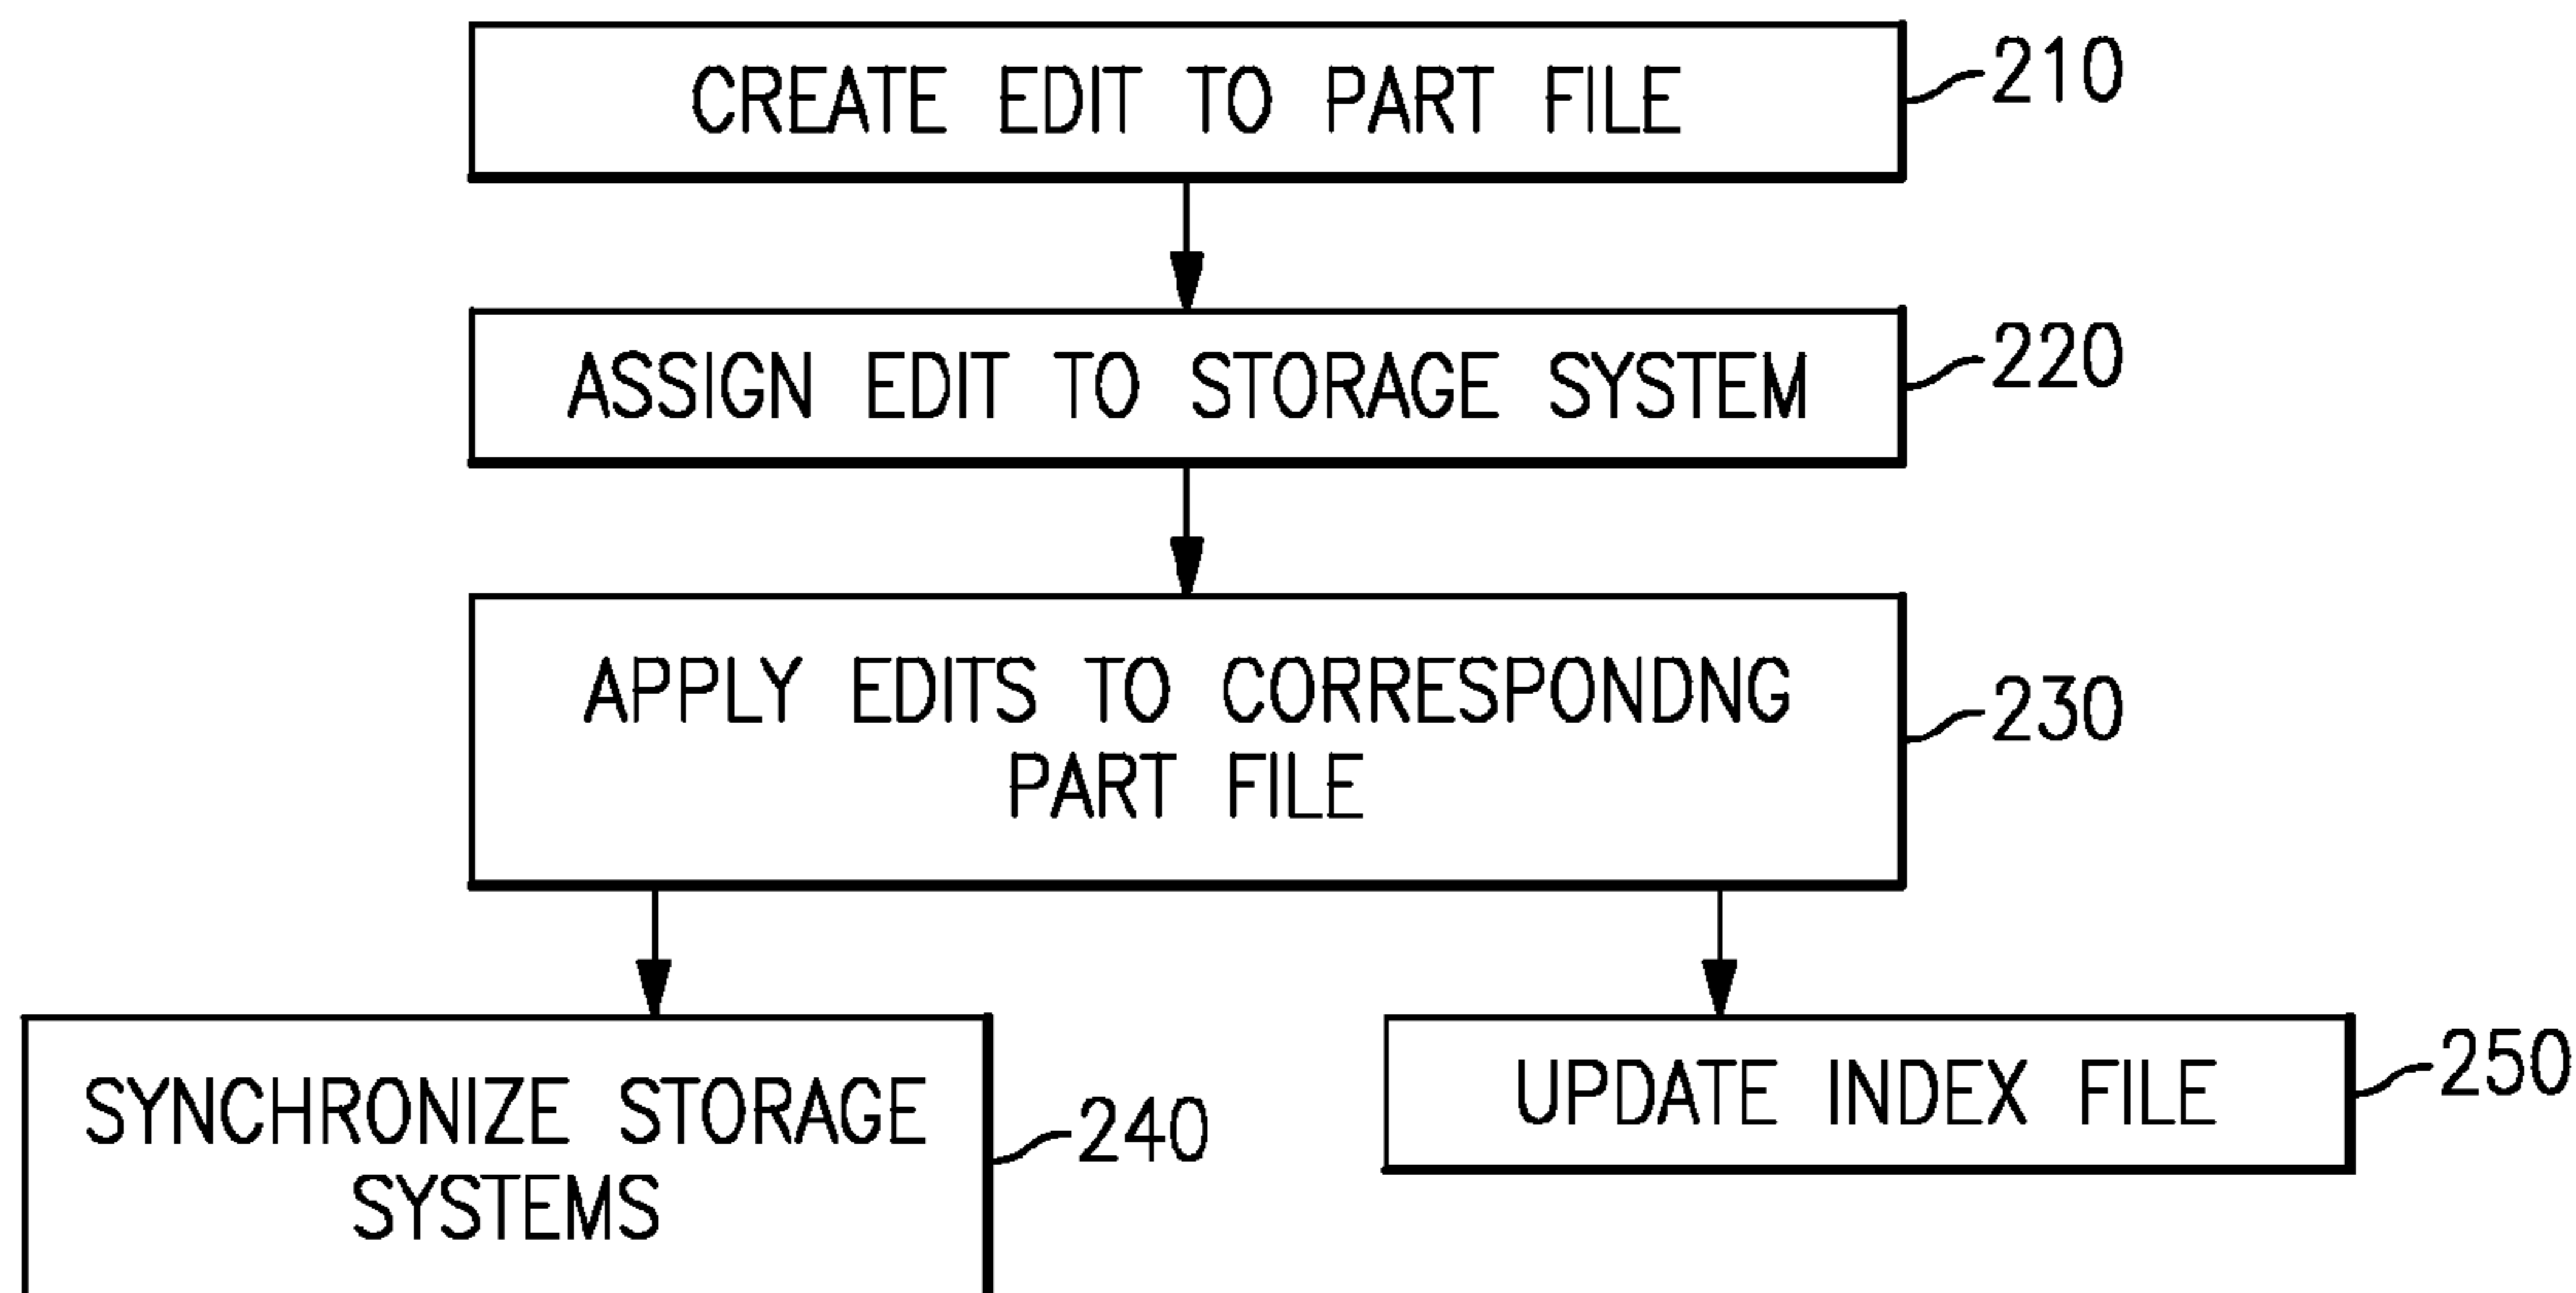 CREATE EDIT TO PART FILE
210
ASSIGN EDIT TO STORAGE SYSTEM
220
APPLY EDITS TO CORRESPONDNG
PART FILE
230
SYNCHRONIZE STORAGE
SYSTEMS
240
UPDATE INDEX FILE
250